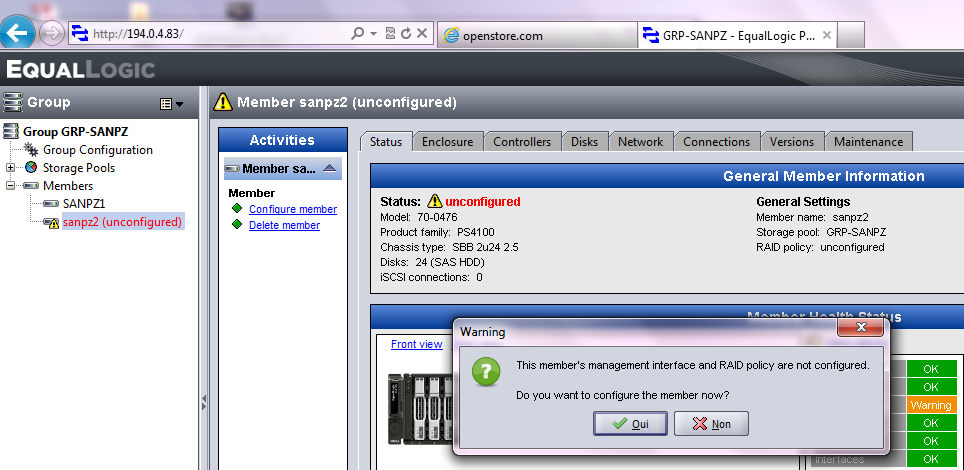 http://194.0.4.83/
openstore.com
GRP-SANPZ - EqualLogic P...
EQUALLOGIC
Group
Member sanpz2 (unconfigured)
Group GRP-SANPZ
Group Configuration
Storage Pools
Members
SANPZ1
sanpz2 (unconfigured)
Activities
Member sa...
Member
Configure member
Delete member
Status
Enclosure
Controllers
Disks
Network
Connections
Versions
Maintenance
General Member Information
Status: unconfigured
Model: 70-0476
Product family: PS4100
Chassis type: SBB 2u24 2.5
Disks: 24 (SAS HDD)
iSCSI connections: 0
General Settings
Member name: sanpz2
Storage pool: GRP-SANPZ
RAID policy: unconfigured
Member Health Status
Front view
Warning
This member's management interface and RAID policy are not configured.
Do you want to configure the member now?
Oui
Non
OK
OK
Warning
OK
OK
Interfaces OK